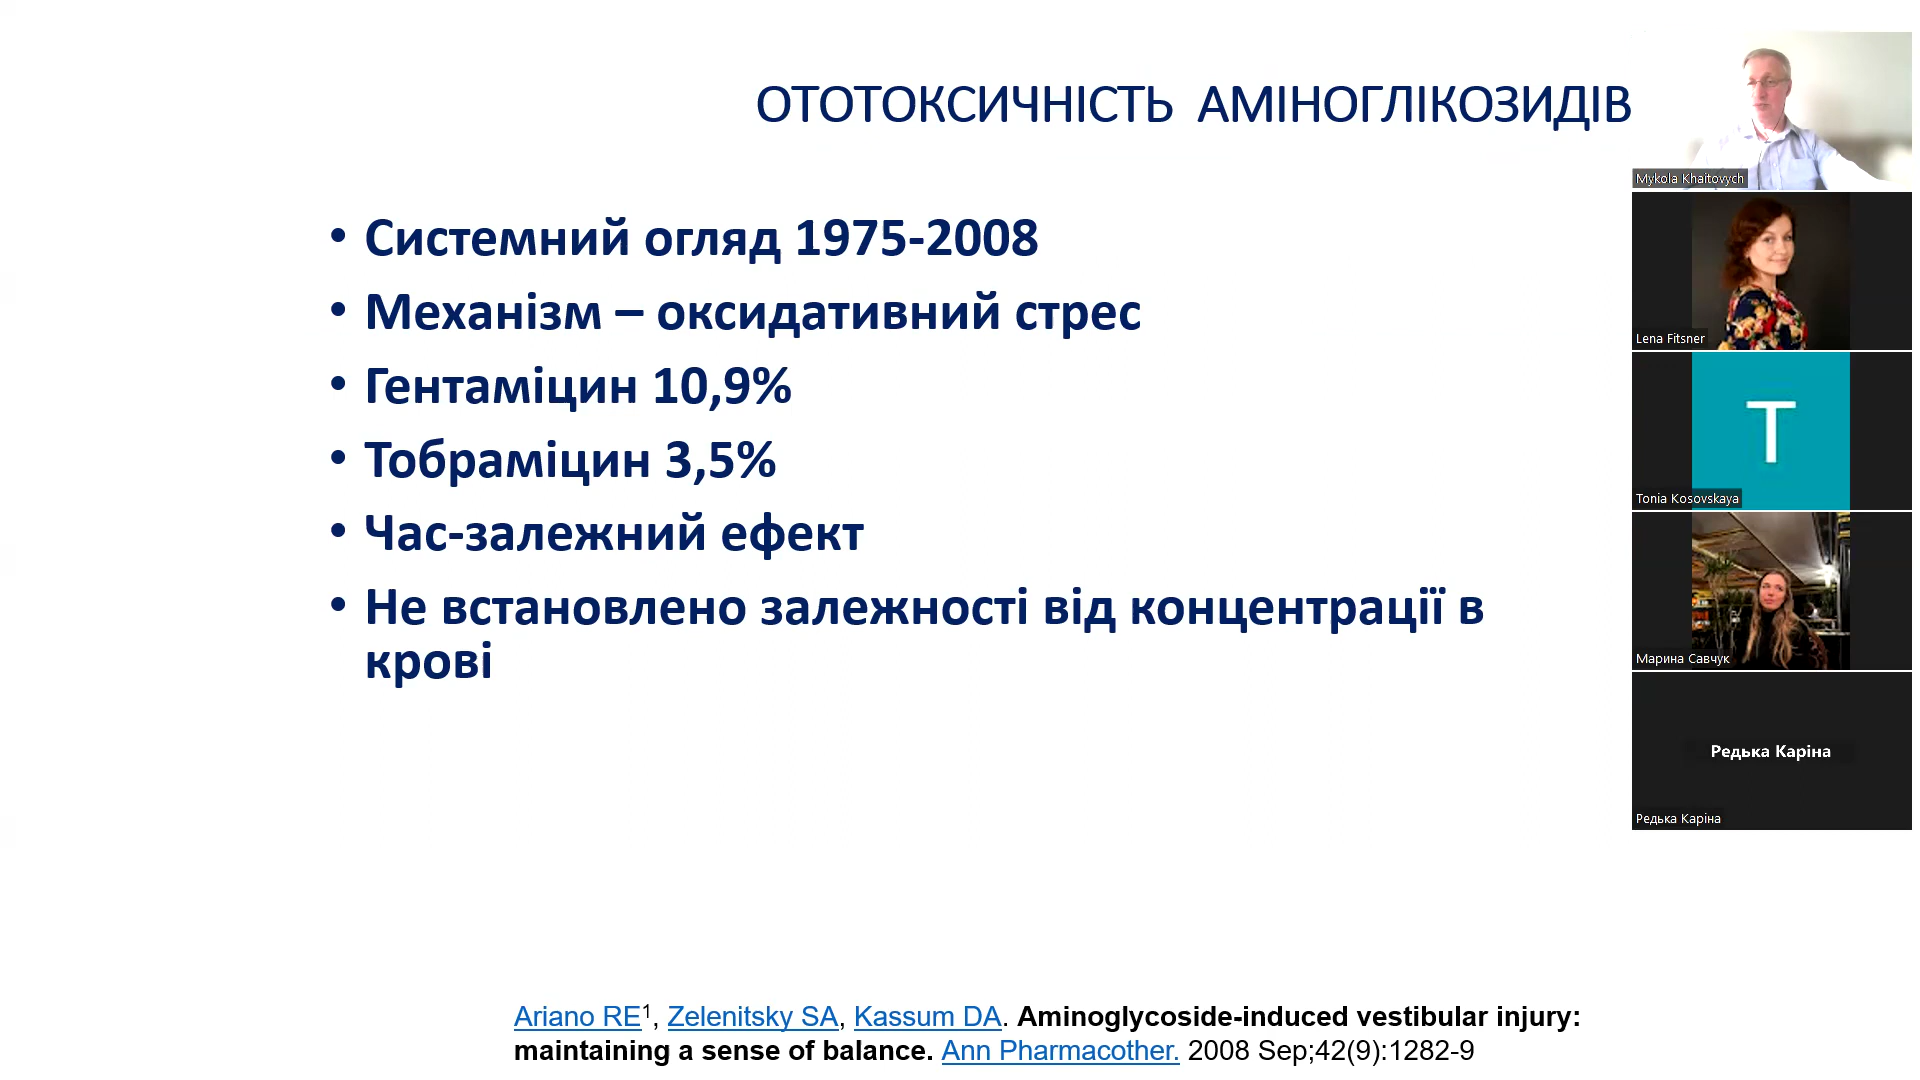 ОТОТОКСИЧНІСТЬ АМІНОГЛІКОЗИДІВ
• Системний огляд 1975-2008
• Механізм – оксидативний стрес
• Гентаміцин 10,9%
• Тобраміцин 3,5%
• Час-залежний ефект
• Не встановлено залежності від концентрації в
крові
Ariano RE1, Zelenitsky SA, Kassum DA. Aminoglycoside-induced vestibular injury:
maintaining a sense of balance. Ann Pharmacother. 2008 Sep;42(9):1282-9
Mykola Khaitovych
Lena Fitsner
T
Tonia Kosovskaya
Марина Савчук
Редька Каріна
Редька Каріна